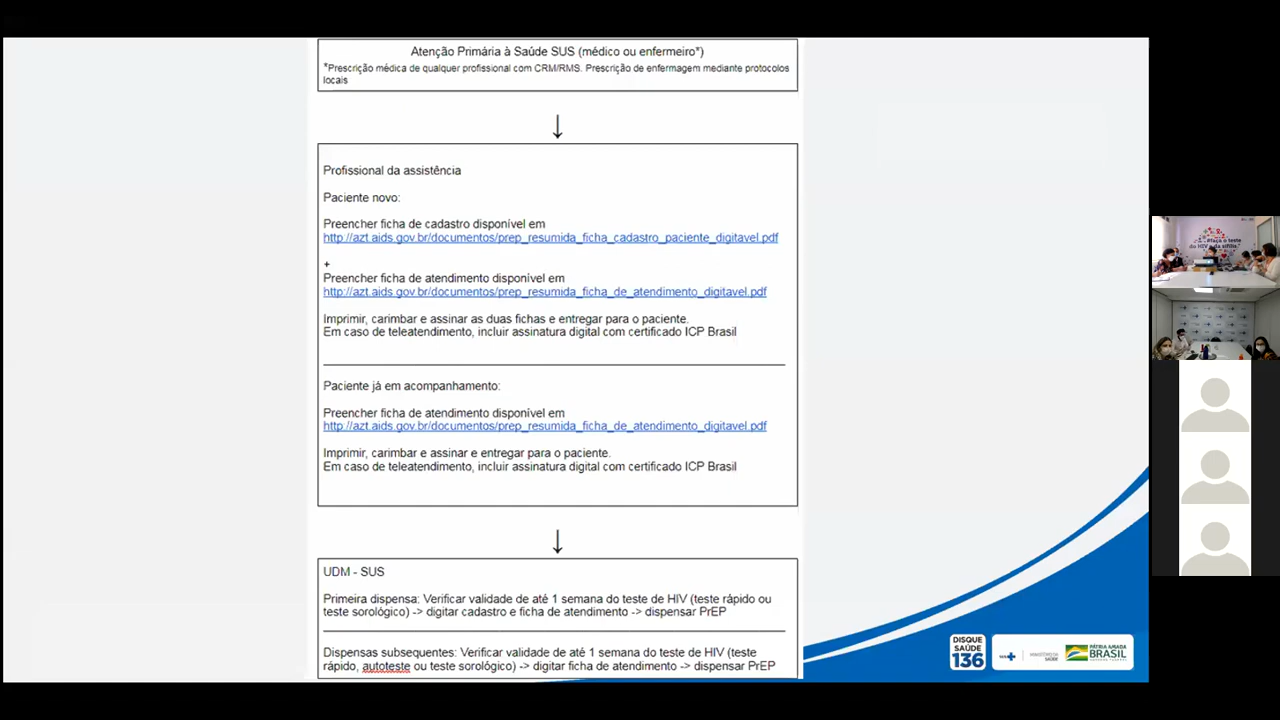 Atenção Primária à Saúde SUS (médico ou enfermeiro*)
*Prescrição médica de qualquer profissional com CRM/RMS. Prescrição de enfermagem mediante protocolos
locais
↓
Profissional da assistência
Paciente novo:
Preencher ficha de cadastro disponível em
http://azt.aids.gov.br/documentos/prep_resumida_ficha_cadastro_paciente_digitavel.pdf
+
Preencher ficha de atendimento disponível em
http://azt.aids.gov.br/documentos/prep_resumida_ficha_de_atendimento_digitavel.pdf
Imprimir, carimbar e assinar as duas fichas e entregar para o paciente.
Em caso de teleatendimento, incluir assinatura digital com certificado ICP Brasil
Paciente já em acompanhamento:
Preencher ficha de atendimento disponível em
http://azt.aids.gov.br/documentos/prep_resumida_ficha_de_atendimento_digitavel.pdf
Imprimir, carimbar e assinar e entregar para o paciente.
Em caso de teleatendimento, incluir assinatura digital com certificado ICP Brasil
↓
UDM - SUS
Primeira dispensa: Verificar validade de até 1 semana do teste de HIV (teste rápido ou
teste sorológico) -> digitar cadastro e ficha de atendimento -> dispensar PrEP
Dispensas subsequentes: Verificar validade de até 1 semana do teste de HIV (teste
rápido, autoteste ou teste sorológico) -> digitar ficha de atendimento -> dispensar PrEP
DISQUE
SAÚDE
136
MINISTÉRIO DA
SAÚDE
PÁTRIA AMADA
BRASIL
#faça o teste